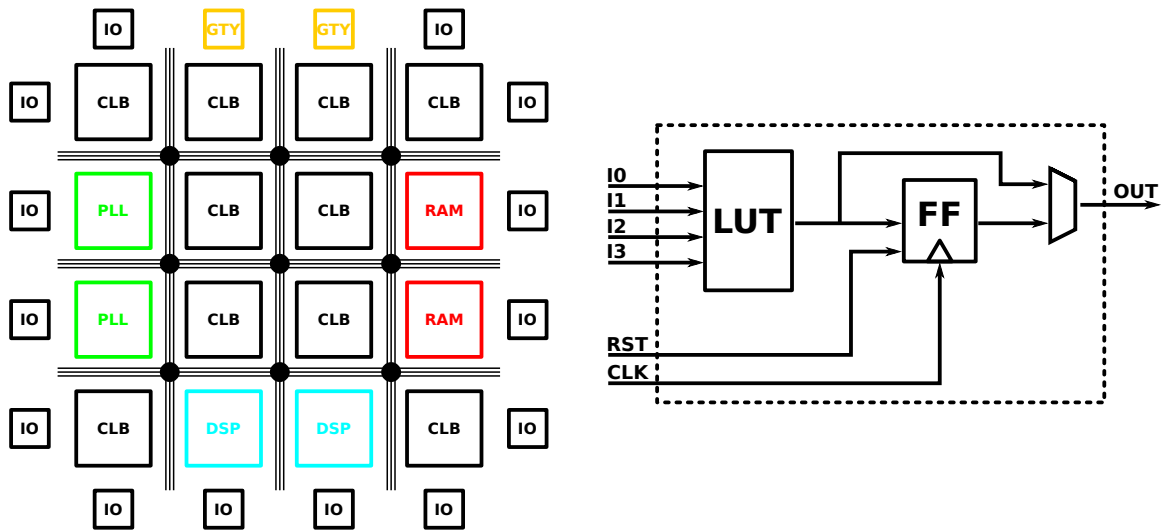 IO GTY GTY IO
IO CLB CLB CLB CLB IO
IO PLL CLB CLB RAM IO
IO PLL CLB CLB RAM IO
IO CLB DSP DSP CLB IO
IO IO IO IO
I0
I1
I2
I3
LUT
FF
OUT
RST
CLK